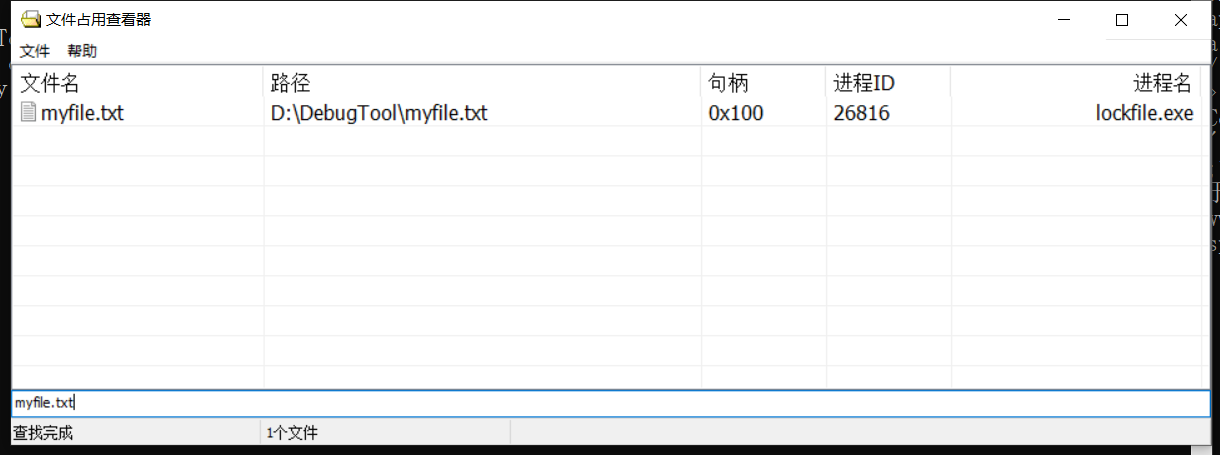 文件占用查看器
文件 帮助
文件名 路径 句柄 进程ID 进程名
myfile.txt D:\DebugTool\myfile.txt 0x100 26816 lockfile.exe
myfile.txt
查找完成 1个文件